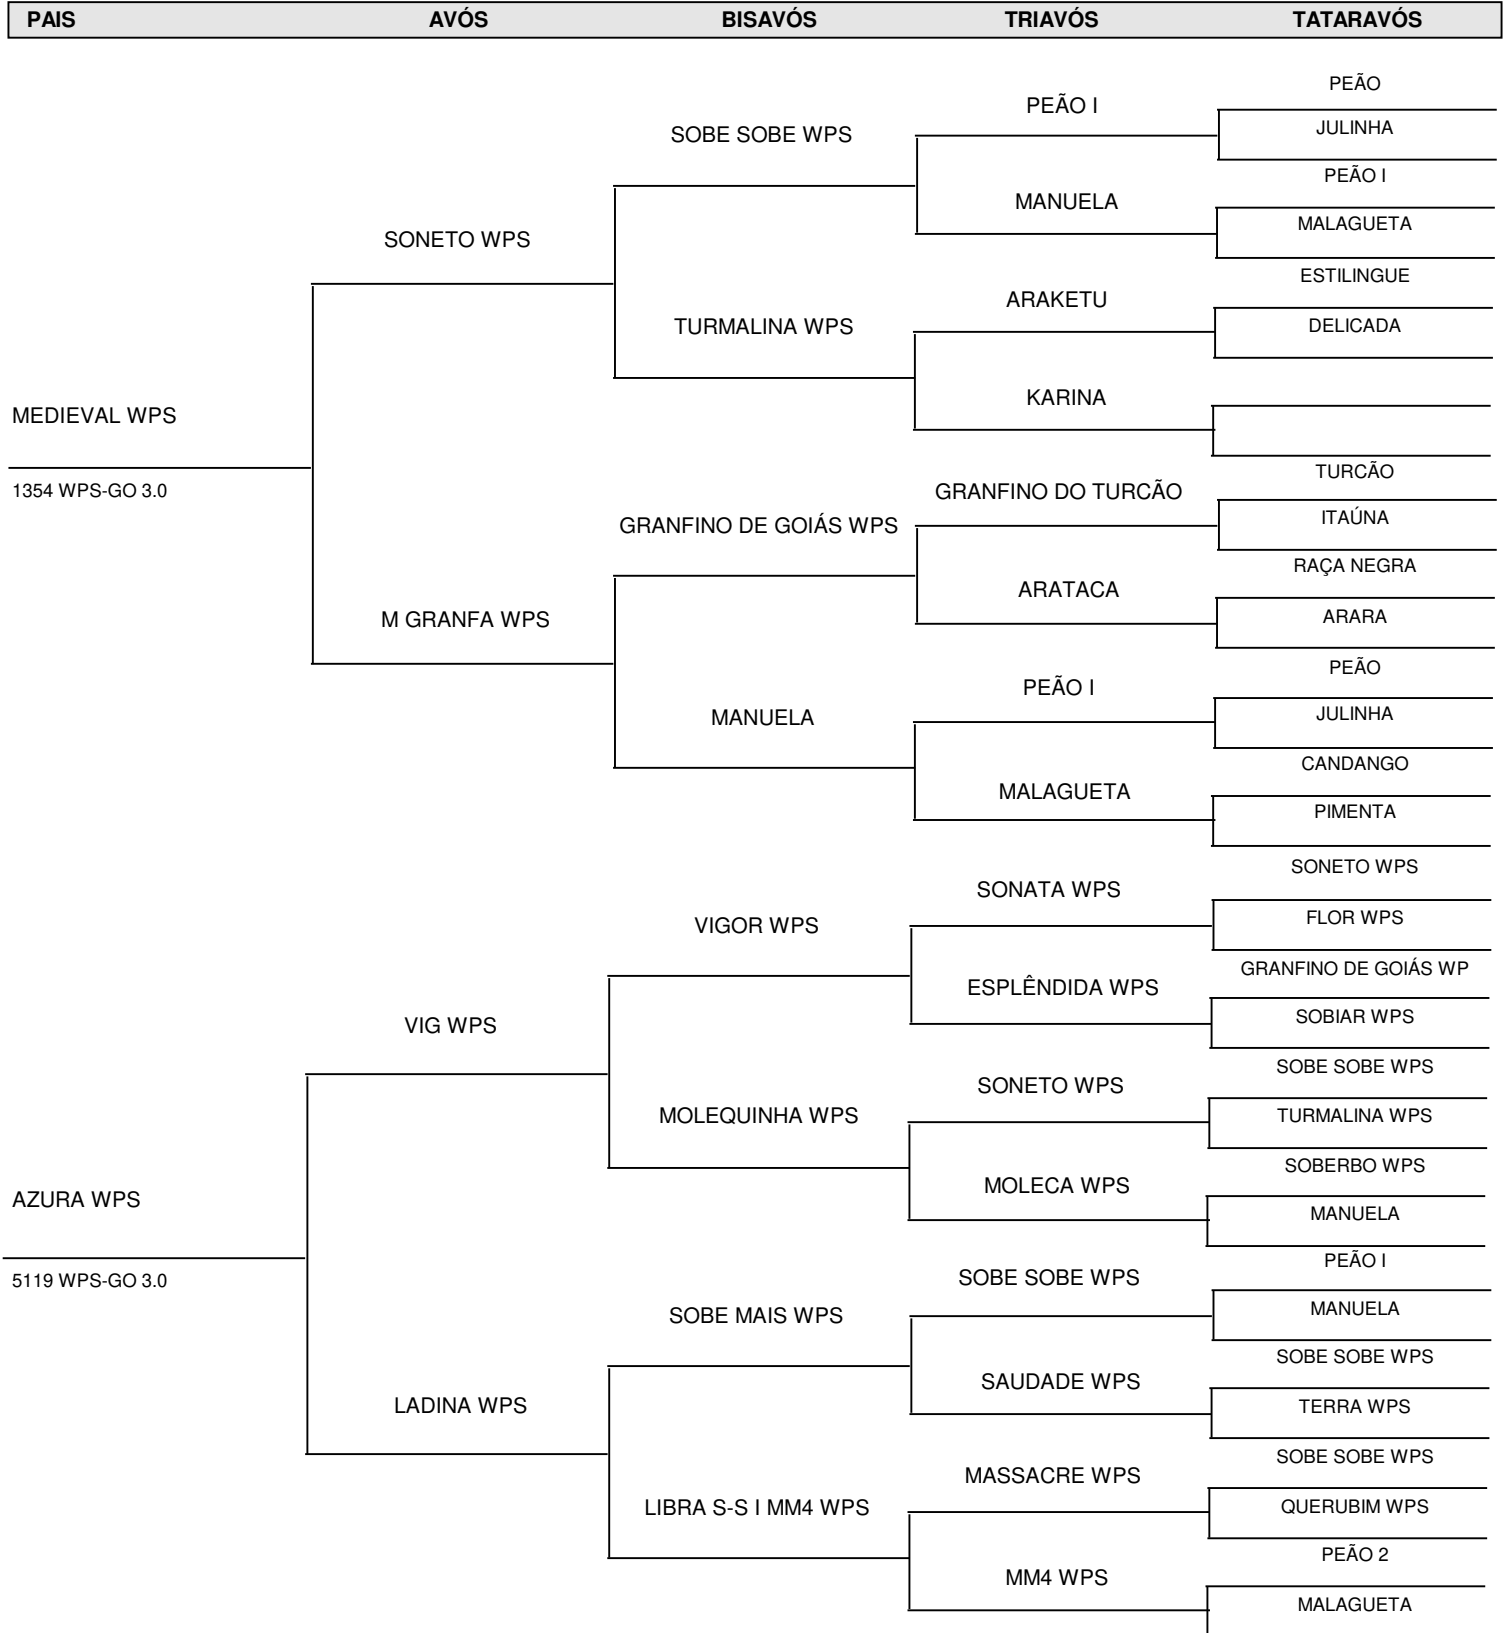 PAIS AVÓS BISAVÓS TRIAVÓS TATARAVÓS
PEÃO
PEÃO I
JULINHA
SOBE SOBE WPS
PEÃO I
MANUELA
MALAGUETA
SONETO WPS
ESTILINGUE
ARAKETU
DELICADA
TURMALINA WPS
KARINA
MEDIEVAL WPS
TURCÃO
1354 WPS-GO 3.0
GRANFINO DO TURCÃO
ITAÚNA
GRANFINO DE GOIÁS WPS
RAÇA NEGRA
ARATACA
ARARA
M GRANFA WPS
PEÃO
PEÃO I
JULINHA
MANUELA
CANDANGO
MALAGUETA
PIMENTA
SONETO WPS
SONATA WPS
FLOR WPS
VIGOR WPS
GRANFINO DE GOIÁS WP
ESPLÊNDIDA WPS
SOBIAR WPS
VIG WPS
SOBE SOBE WPS
SONETO WPS
TURMALINA WPS
MOLEQUINHA WPS
SOBERBO WPS
MOLECA WPS
AZURA WPS
MANUELA
PEÃO I
5119 WPS-GO 3.0
SOBE SOBE WPS
MANUELA
SOBE MAIS WPS
SOBE SOBE WPS
SAUDADE WPS
LADINA WPS
TERRA WPS
SOBE SOBE WPS
MASSACRE WPS
LIBRA S-S I MM4 WPS
QUERUBIM WPS
PEÃO 2
MM4 WPS
MALAGUETA